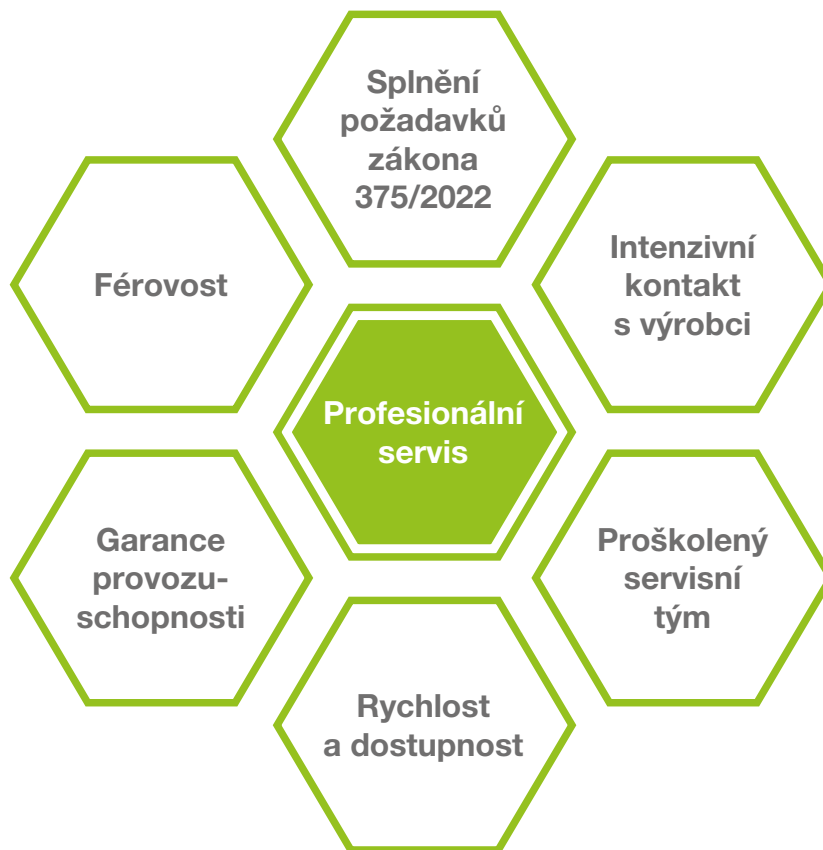 Splnění
požadavků
zákona
375/2022
Intenzivní
kontakt
s výrobci
Férovost
Profesionální
servis
Proškolený
servisní
tým
Garance
provozu-
schopnosti
Rychlost
a dostupnost